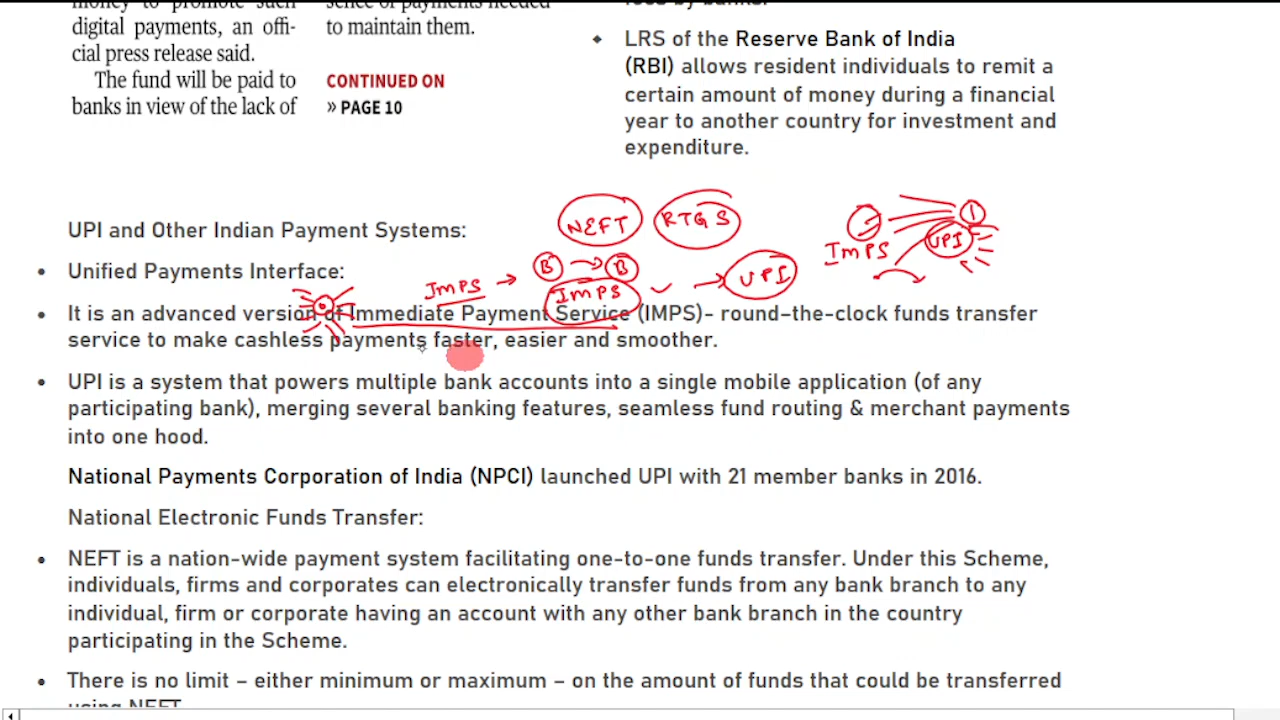 money to promote such
digital payments, an offi-
cial press release said.
The fund will be paid to
banks in view of the lack of
sence of payments needed
to maintain them.
CONTINUED ON
» PAGE 10
by banks.
LRS of the Reserve Bank of India
(RBI) allows resident individuals to remit a
certain amount of money during a financial
year to another country for investment and
expenditure.
UPI and Other Indian Payment Systems:
NEFT RTGS
1
IMPS UPI
• Unified Payments Interface:
IMPS → B → B
IMPS → UPI
• It is an advanced version of Immediate Payment Service (IMPS)- round-the-clock funds transfer
service to make cashless payments faster, easier and smoother.
• UPI is a system that powers multiple bank accounts into a single mobile application (of any
participating bank), merging several banking features, seamless fund routing & merchant payments
into one hood.
National Payments Corporation of India (NPCI) launched UPI with 21 member banks in 2016.
National Electronic Funds Transfer:
• NEFT is a nation-wide payment system facilitating one-to-one funds transfer. Under this Scheme,
individuals, firms and corporates can electronically transfer funds from any bank branch to any
individual, firm or corporate having an account with any other bank branch in the country
participating in the Scheme.
• There is no limit – either minimum or maximum – on the amount of funds that could be transferred
using NEFT